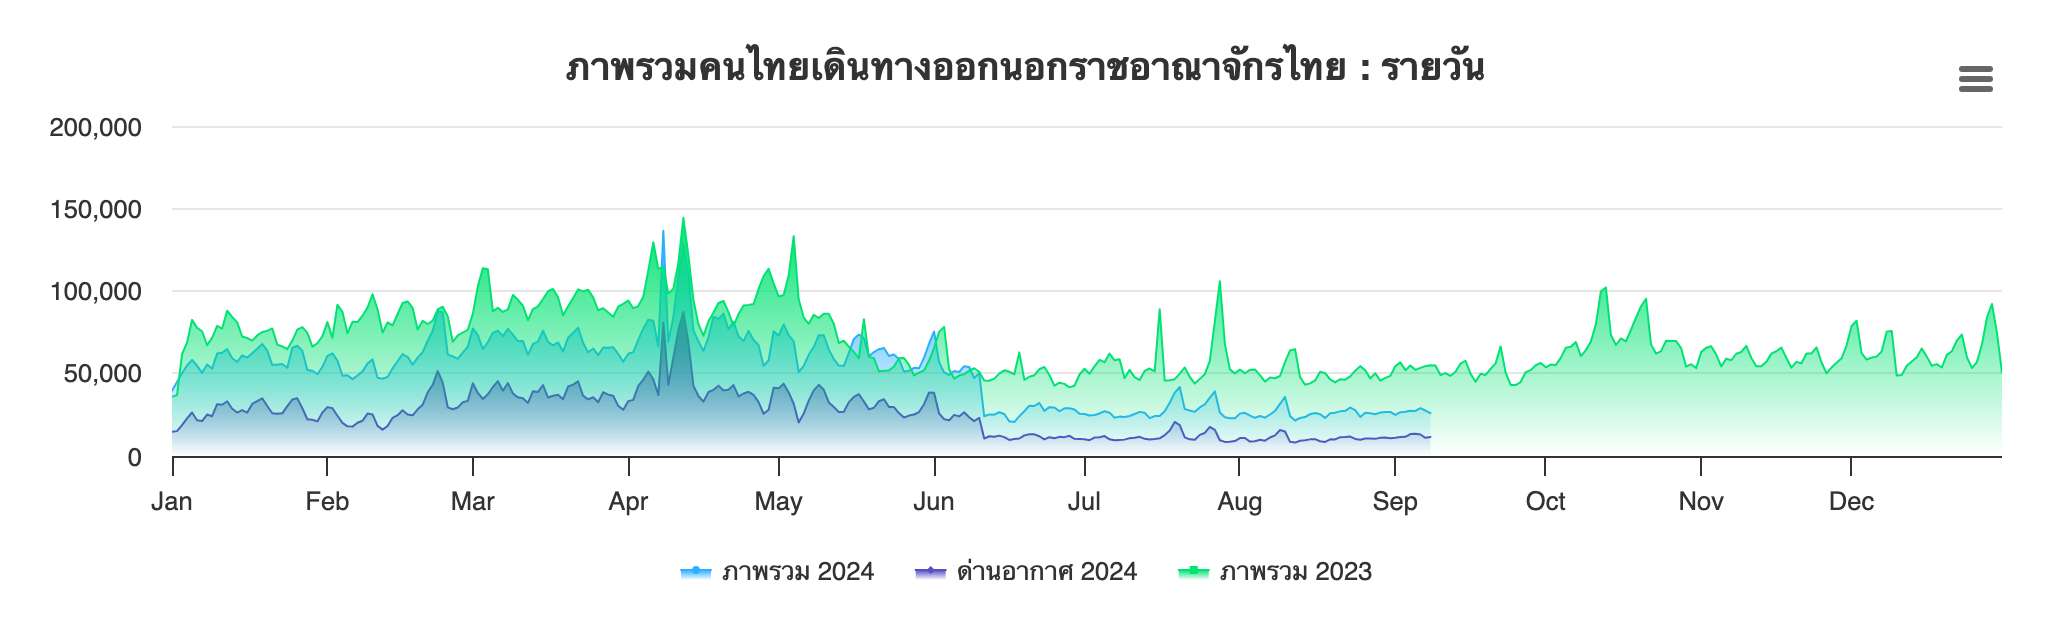 ภาพรวมคนไทยเดินทางออกนอกราชอาณาจักรไทย : รายวัน
200,000
150,000
100,000
50,000
0
Jan Feb Mar Apr May Jun Jul Aug Sep Oct Nov Dec
ภาพรวม 2024 ด่านอากาศ 2024 ภาพรวม 2023